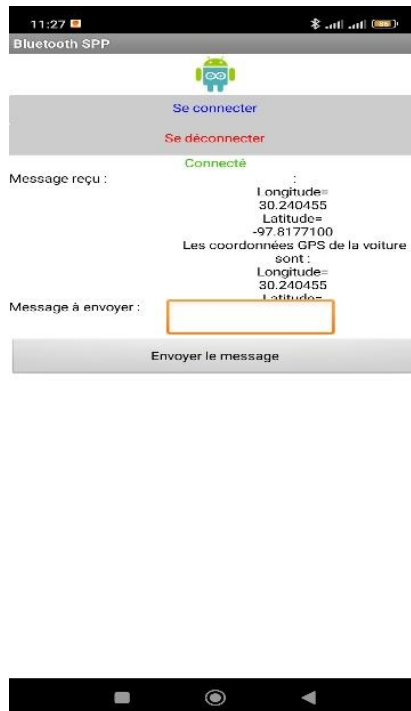 11:27
Bluetooth SPP
Se connecter
Se déconnecter
Connecté
Message reçu :
:
Longitude=
30.240455
Latitude=
-97.8177100
Les coordonnées GPS de la voiture
sont :
Longitude=
30.240455
Latitude=
Message à envoyer :
Envoyer le message